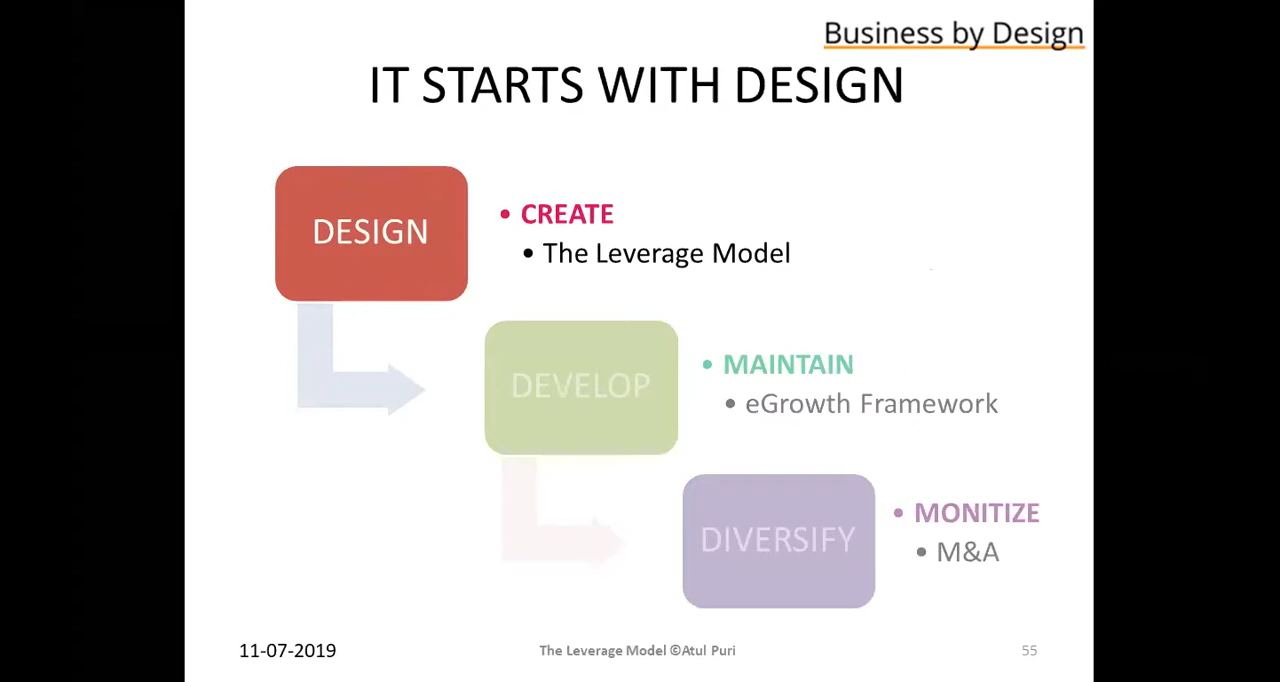 Business by Design
IT STARTS WITH DESIGN
DESIGN
• CREATE
• The Leverage Model
DEVELOP
• MAINTAIN
• eGrowth Framework
DIVERSIFY
• MONITIZE
• M&A
11-07-2019
The Leverage Model ©Atul Puri
55